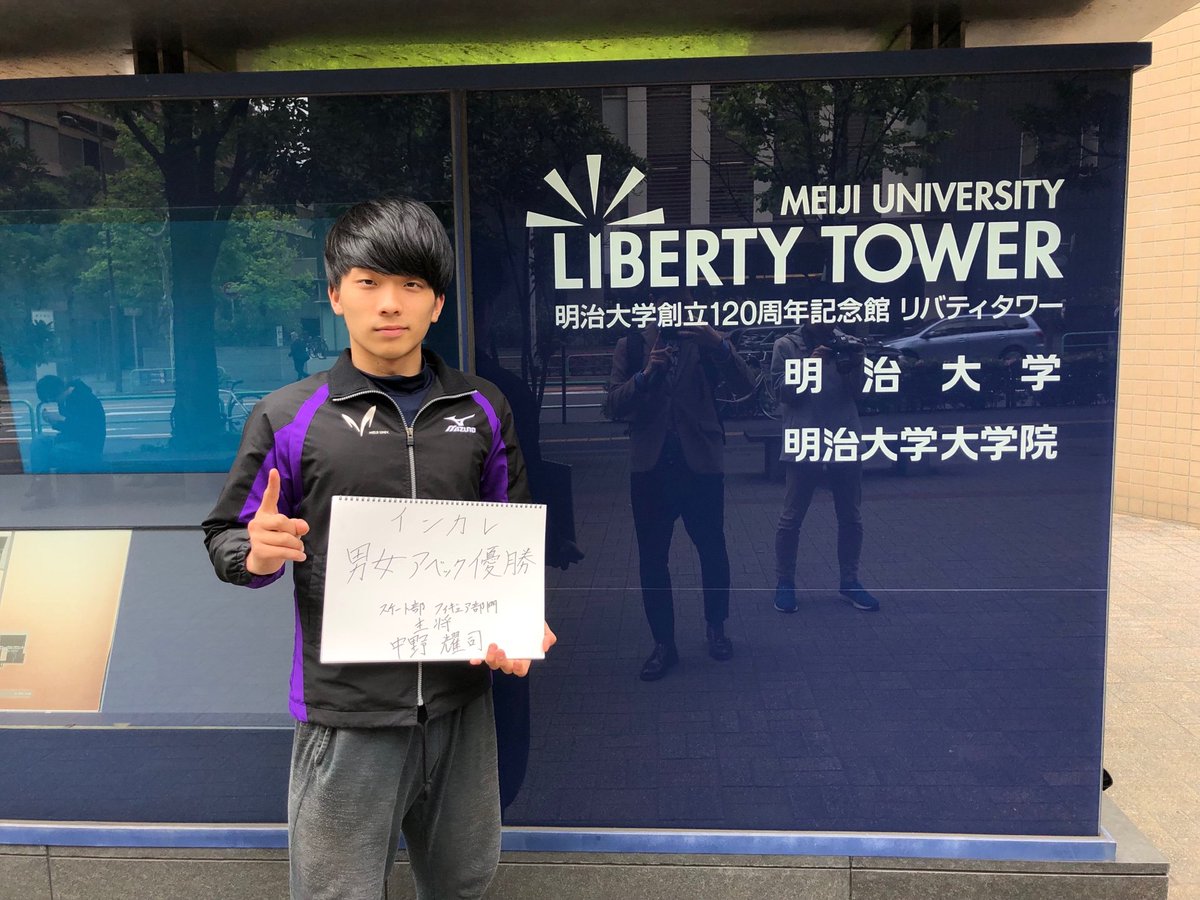 MEIJI UNIVERSITY
LIBERTY TOWER
明治大学創立120周年記念館 リバティタワー
明治大学
明治大学大学院
MEIJI UNIV.
MIZUNO
インカレ
男女アベック優勝
スケート部 フィギュア部門
主将
中野 耀司